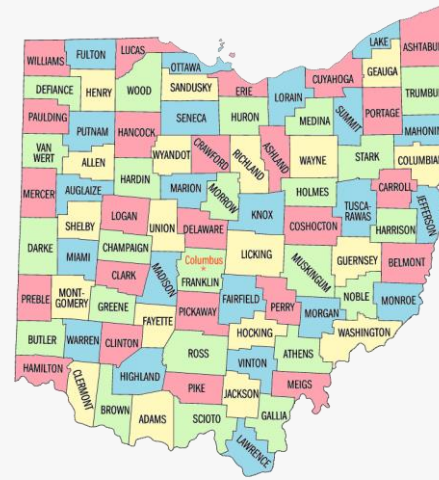 LAKE
ASHTABU
LUCAS
WILLIAMS
FULTON
OTTAWA
CUYAHOGA
GEAUGA
DEFIANCE
HENRY
WOOD
SANDUSKY
ERIE
LORAIN
TRUMBU
PAULDING
PUTNAM
HANCOCK
SENECA
HURON
MEDINA
SUMMIT
PORTAGE
MAHONIN
VAN
WERT
ALLEN
WYANDOT
CRAWFORD
RICHLAND
ASHLAND
WAYNE
STARK
COLUMBIAN
MERCER
AUGLAIZE
HARDIN
MARION
MORROW
HOLMES
CARROLL
LOGAN
KNOX
TUSCA-
RAWAS
JEFFERSON
SHELBY
UNION
DELAWARE
COSHOCTON
HARRISON
DARKE
CHAMPAIGN
LICKING
MIAMI
CLARK
MADISON
Columbus
FRANKLIN
MUSKINGUM
GUERNSEY
BELMONT
PREBLE
MONT-
GOMERY
GREENE
FAYETTE
PICKAWAY
FAIRFIELD
PERRY
MORGAN
NOBLE
MONROE
BUTLER
WARREN
CLINTON
HOCKING
WASHINGTON
HAMILTON
CLERMONT
HIGHLAND
ROSS
VINTON
ATHENS
BROWN
ADAMS
PIKE
JACKSON
MEIGS
SCIOTO
GALLIA
LAWRENCE